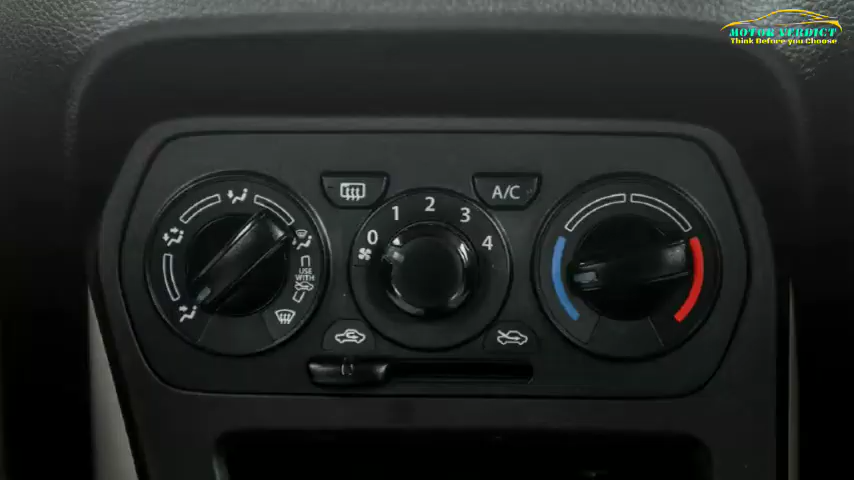 MOTOR VERDICT
Think Before you Choose
A/C
0 1 2 3 4
USE
WITH